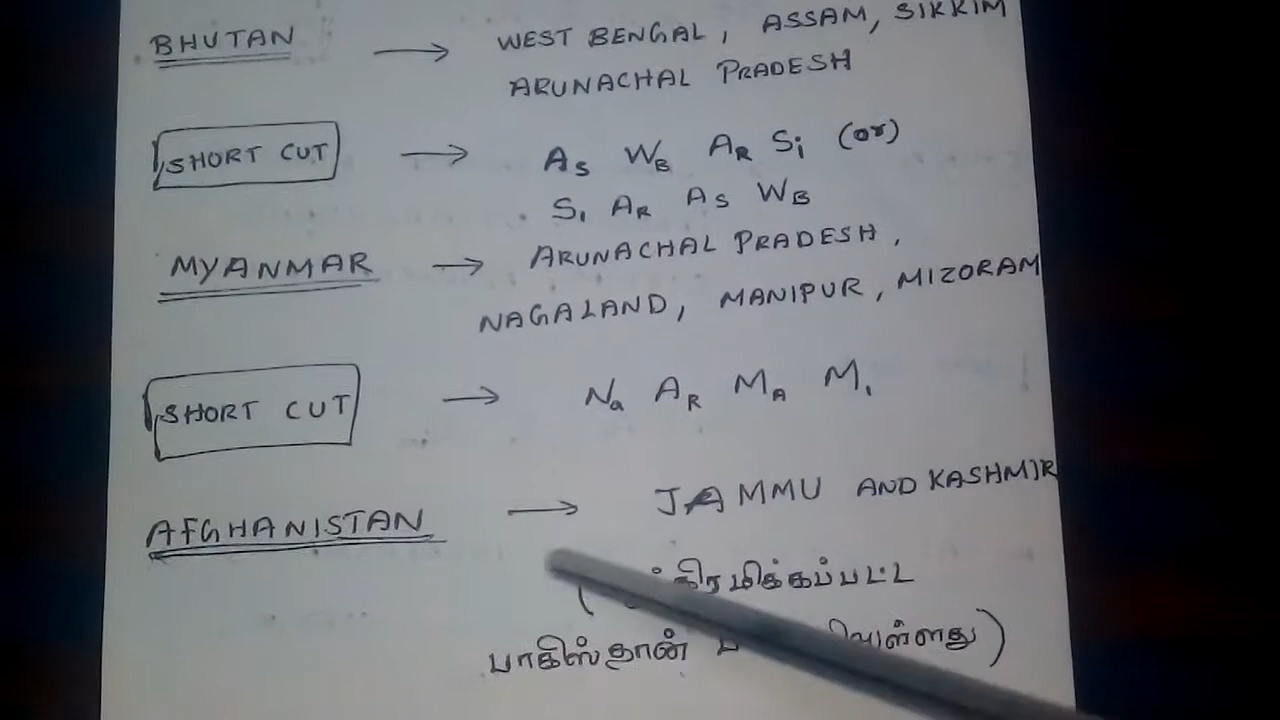 BHUTAN → WEST BENGAL, ASSAM, SIKKIM
ARUNACHAL PRADESH
SHORT CUT → AS WB AR Si (or)
Si AR AS WB
MYANMAR → ARUNACHAL PRADESH,
NAGALAND, MANIPUR, MIZORAM
SHORT CUT → Na AR MA Mi
AFGHANISTAN → JAMMU AND KASHMIR
(
பாகிஸ்தான் )